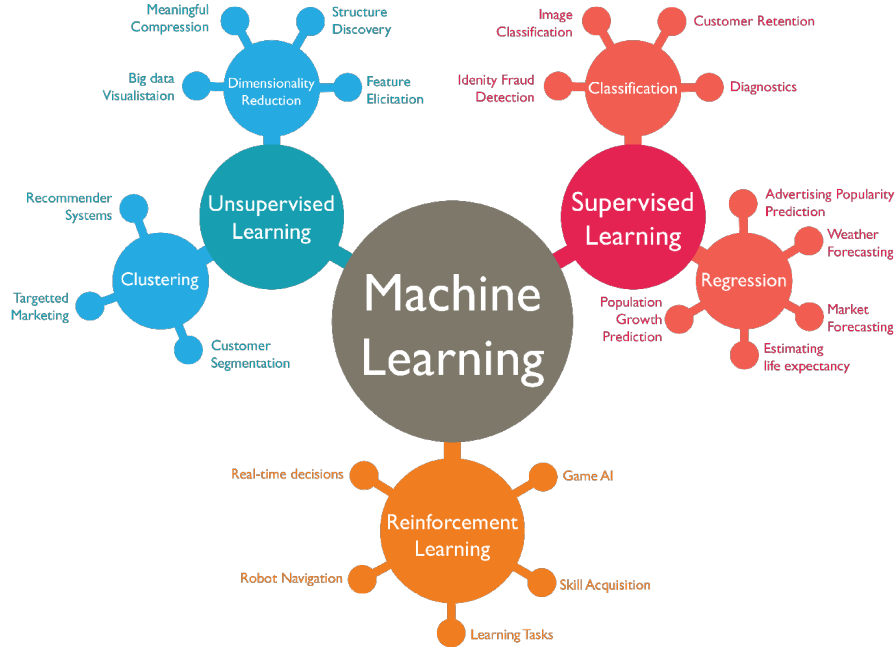 Meaningful
Compression
Structure
Discovery
Big data
Visualistaion
Dimensionality
Reduction
Feature
Elicitation
Unsupervised
Learning
Recommender
Systems
Clustering
Targetted
Marketing
Customer
Segmentation
Image
Classification
Customer Retention
Idenity Fraud
Detection
Classification
Diagnostics
Supervised
Learning
Advertising Popularity
Prediction
Weather
Forecasting
Regression
Population
Growth
Prediction
Market
Forecasting
Estimating
life expectancy
Machine
Learning
Real-time decisions
Game AI
Reinforcement
Learning
Robot Navigation
Skill Acquisition
Learning Tasks